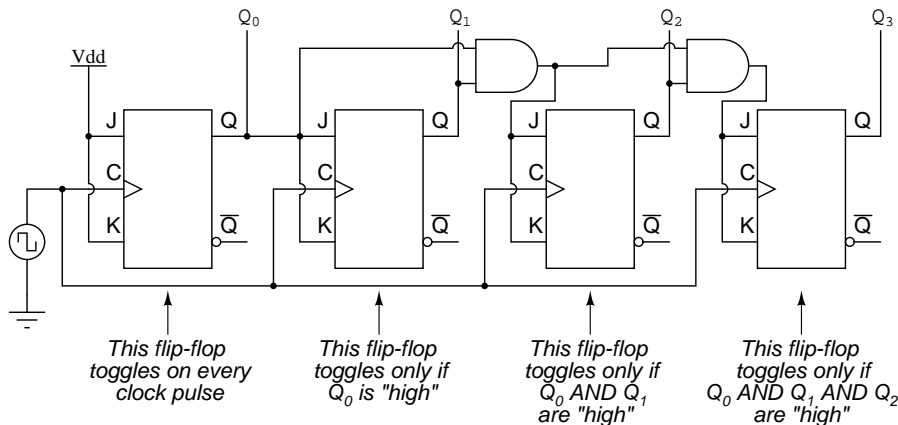 Q0 Q1 Q2 Q3
Vdd
J Q J Q J Q J Q
C C C C
K Q̅ K Q̅ K Q̅ K Q̅
This flip-flop
toggles on every
clock pulse
This flip-flop
toggles only if
Q0 is "high"
This flip-flop
toggles only if
Q0 AND Q1
are "high"
This flip-flop
toggles only if
Q0 AND Q1 AND Q2
are "high"